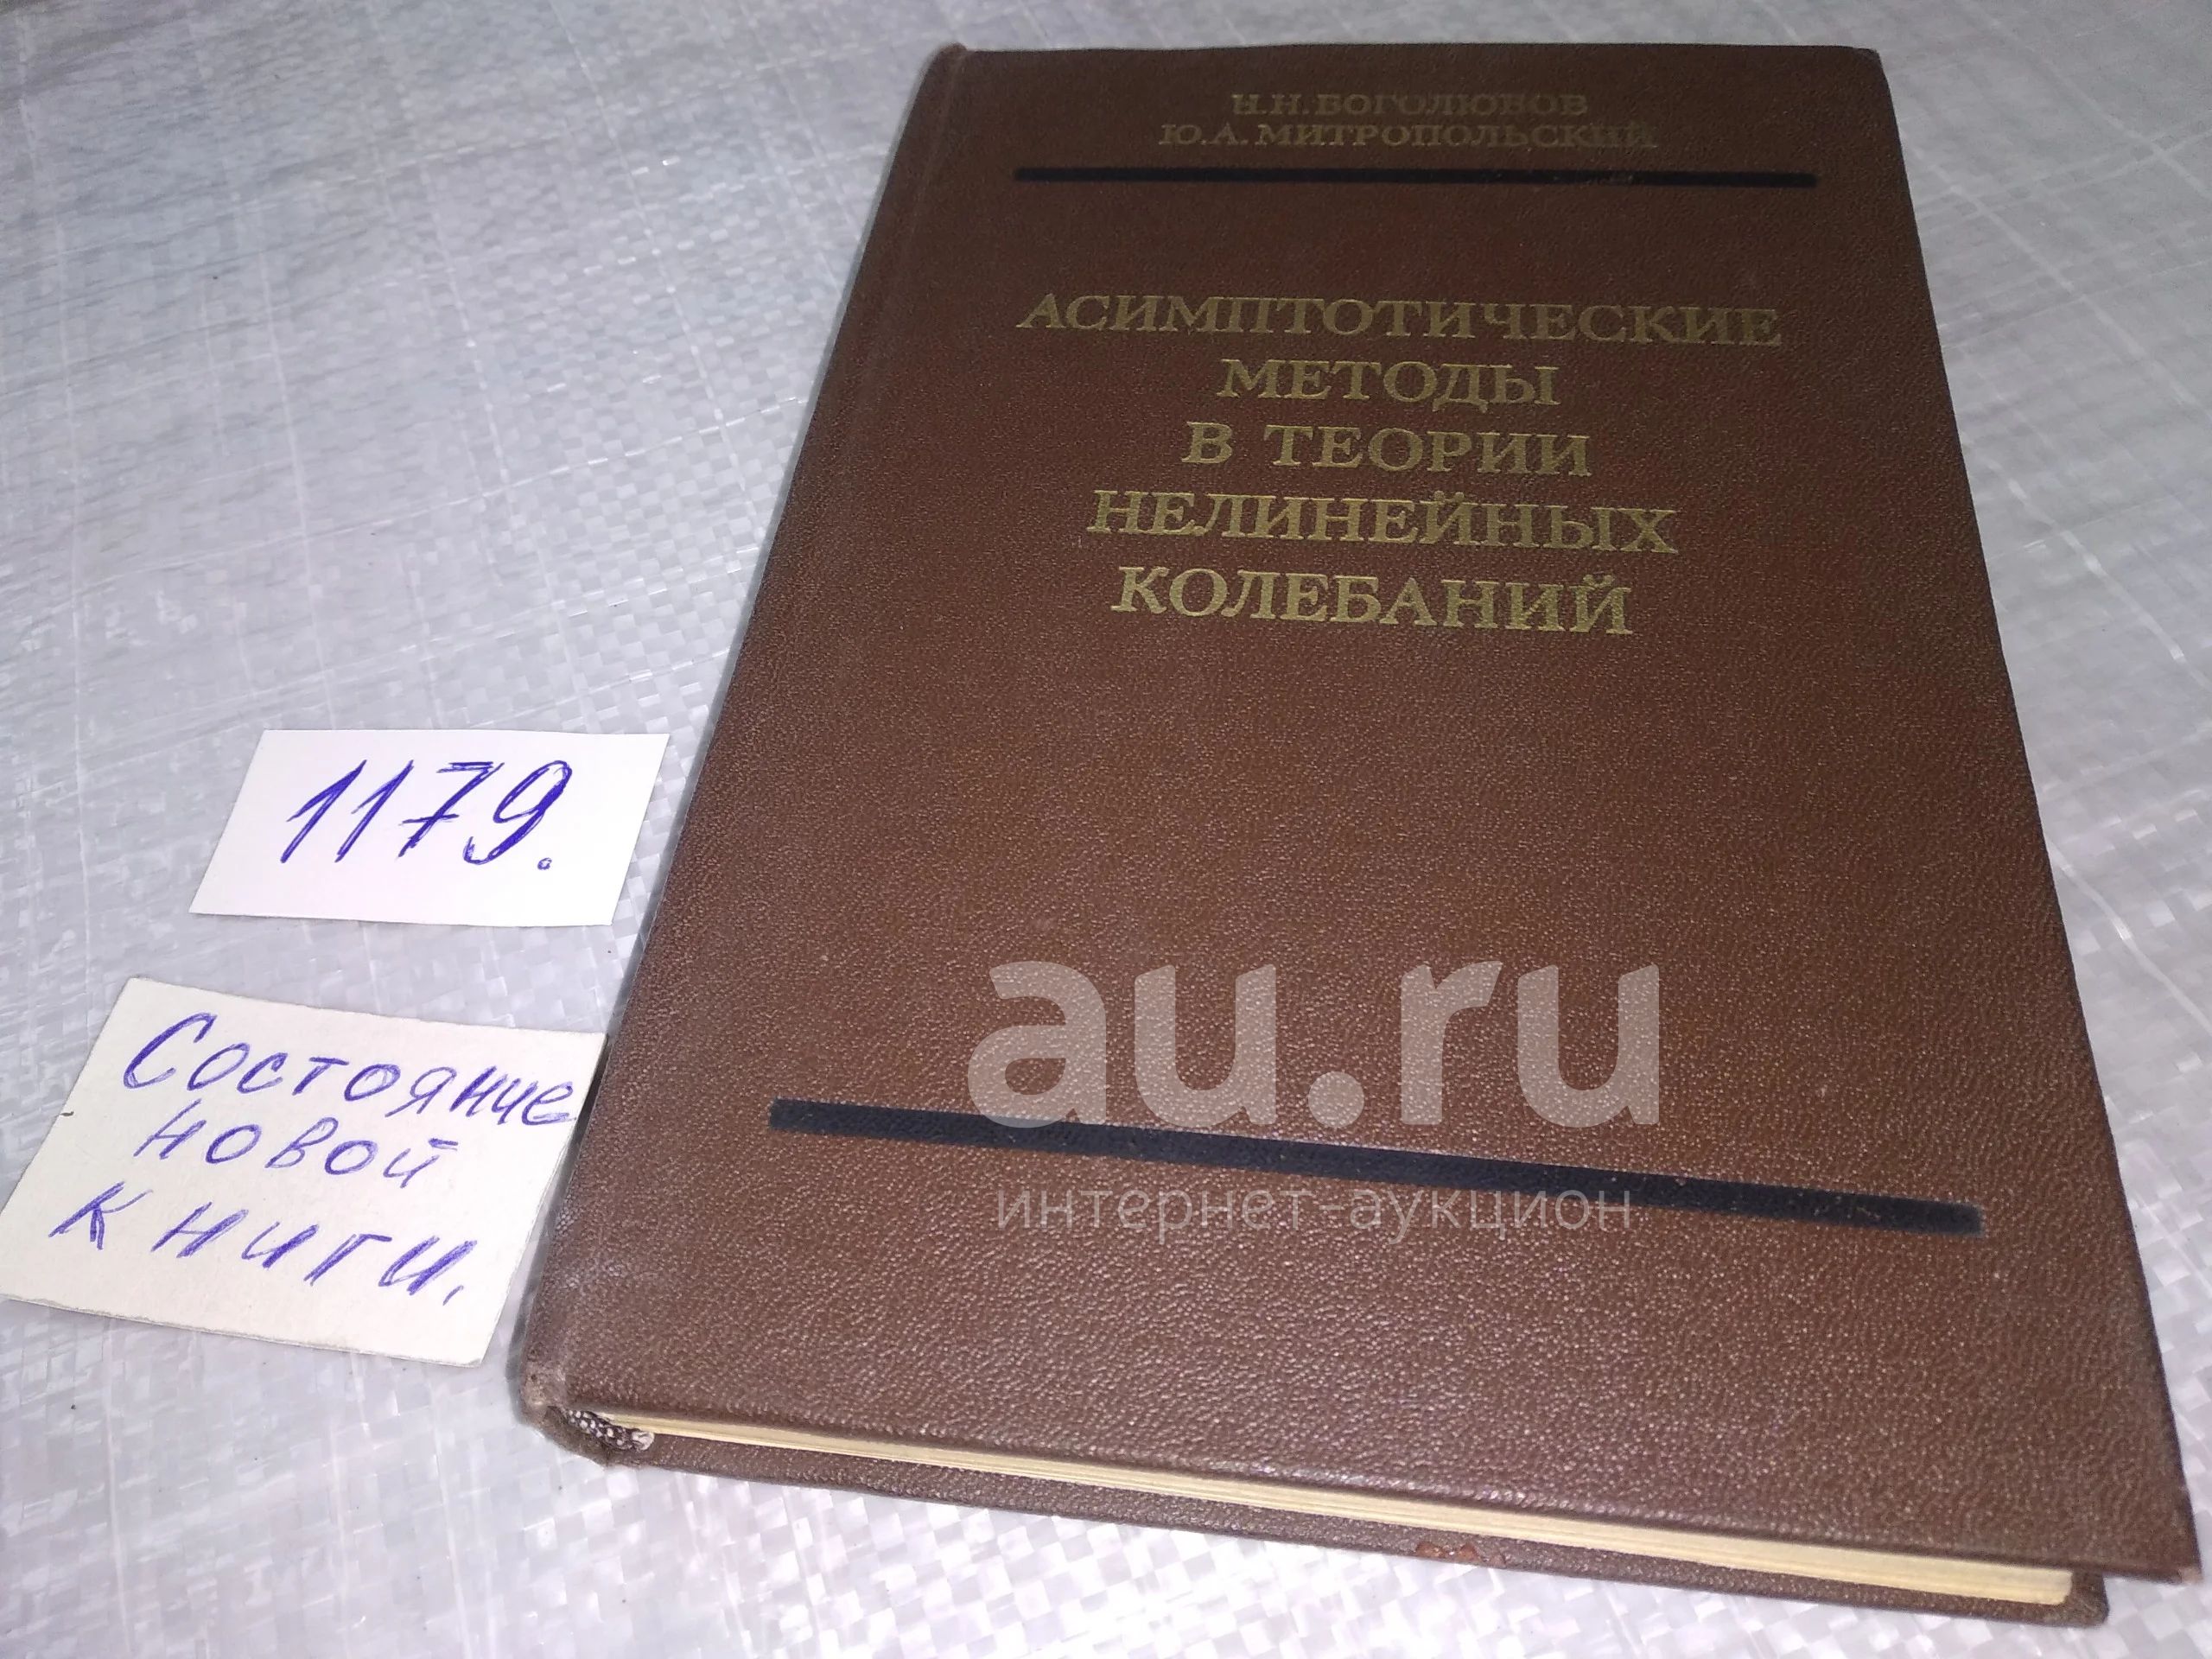 Н.Н.БОГОЛЮБОВ
Ю.А.МИТРОПОЛЬСКИЙ
АСИМПТОТИЧЕСКИЕ
МЕТОДЫ
В ТЕОРИИ
НЕЛИНЕЙНЫХ
КОЛЕБАНИЙ
1179.
Состояние
новой
книги.
au.ru
интернет-аукцион